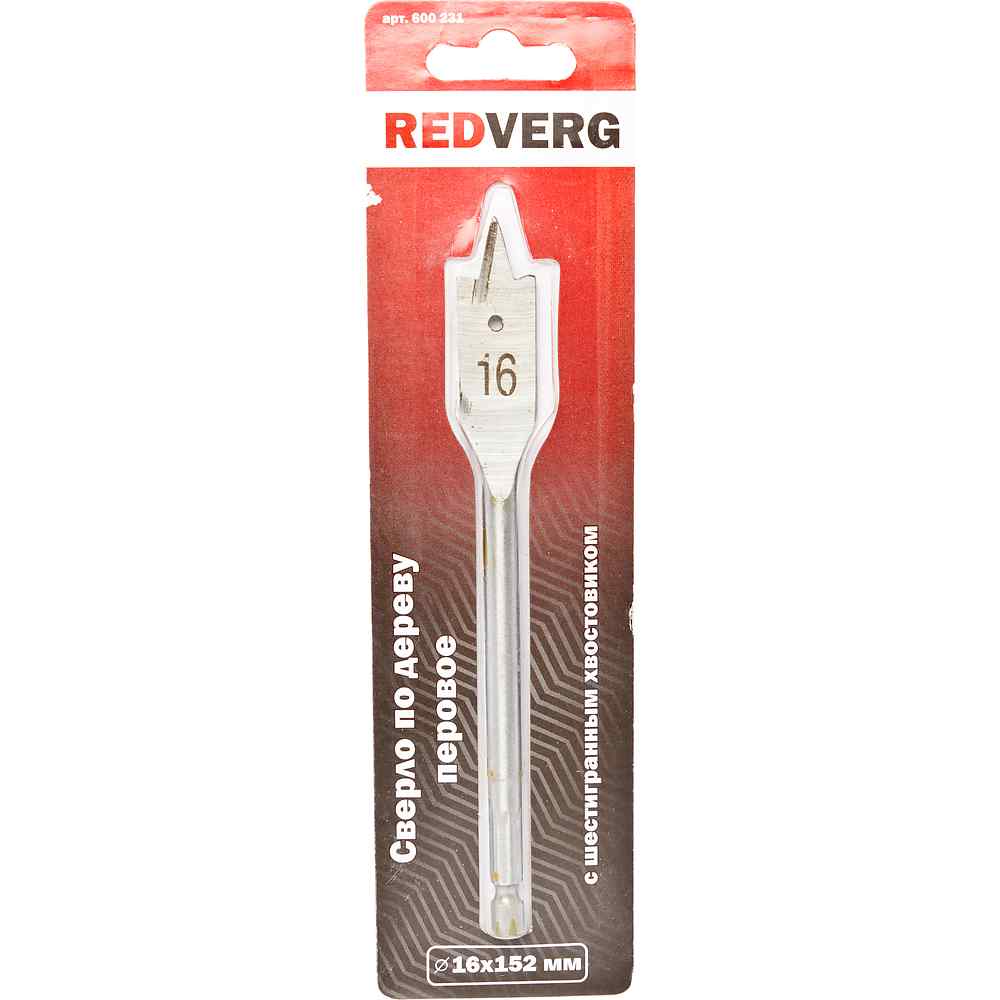 арт. 600 231
REDVERG
16
Сверло по дереву
перовое
с шестигранным хвостовиком
⌀16x152 мм